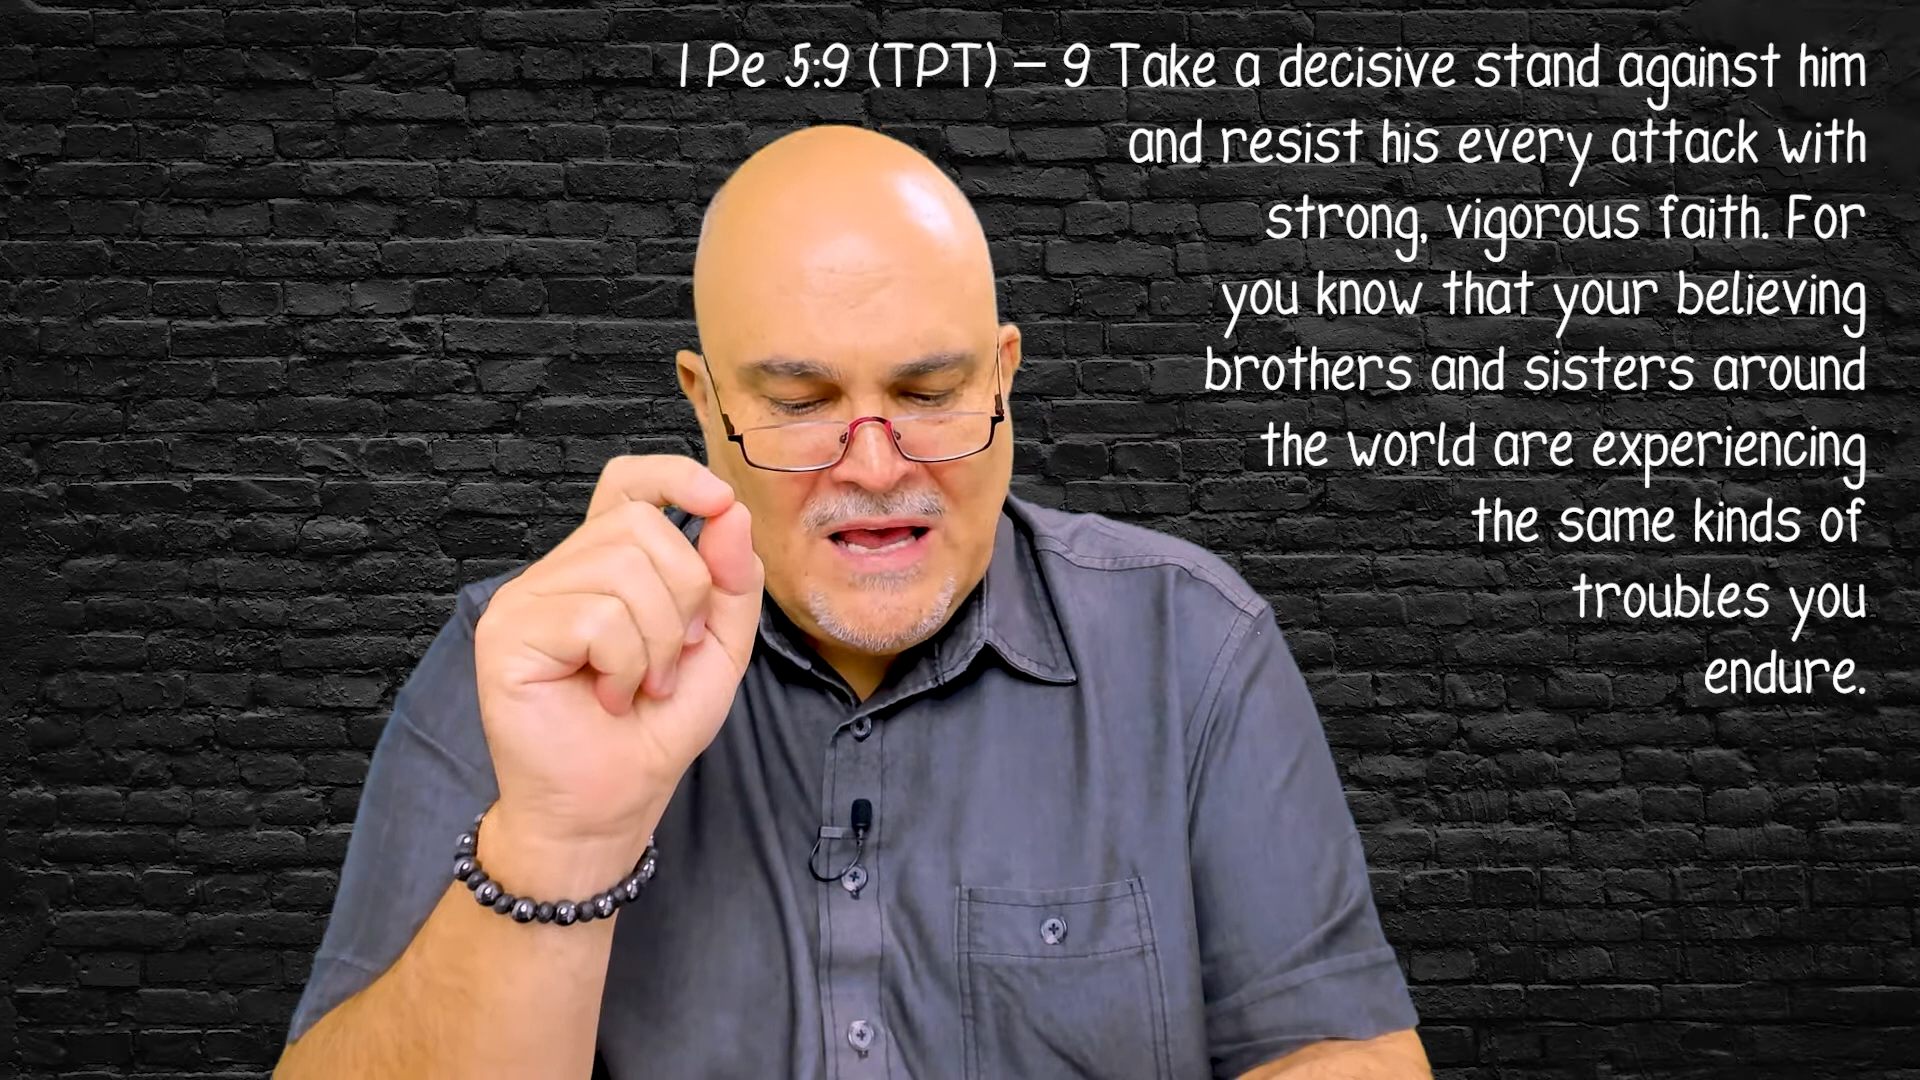 1 Pe 5:9 (TPT) – 9 Take a decisive stand against him
and resist his every attack with
strong, vigorous faith. For
you know that your believing
brothers and sisters around
the world are experiencing
the same kinds of
troubles you
endure.